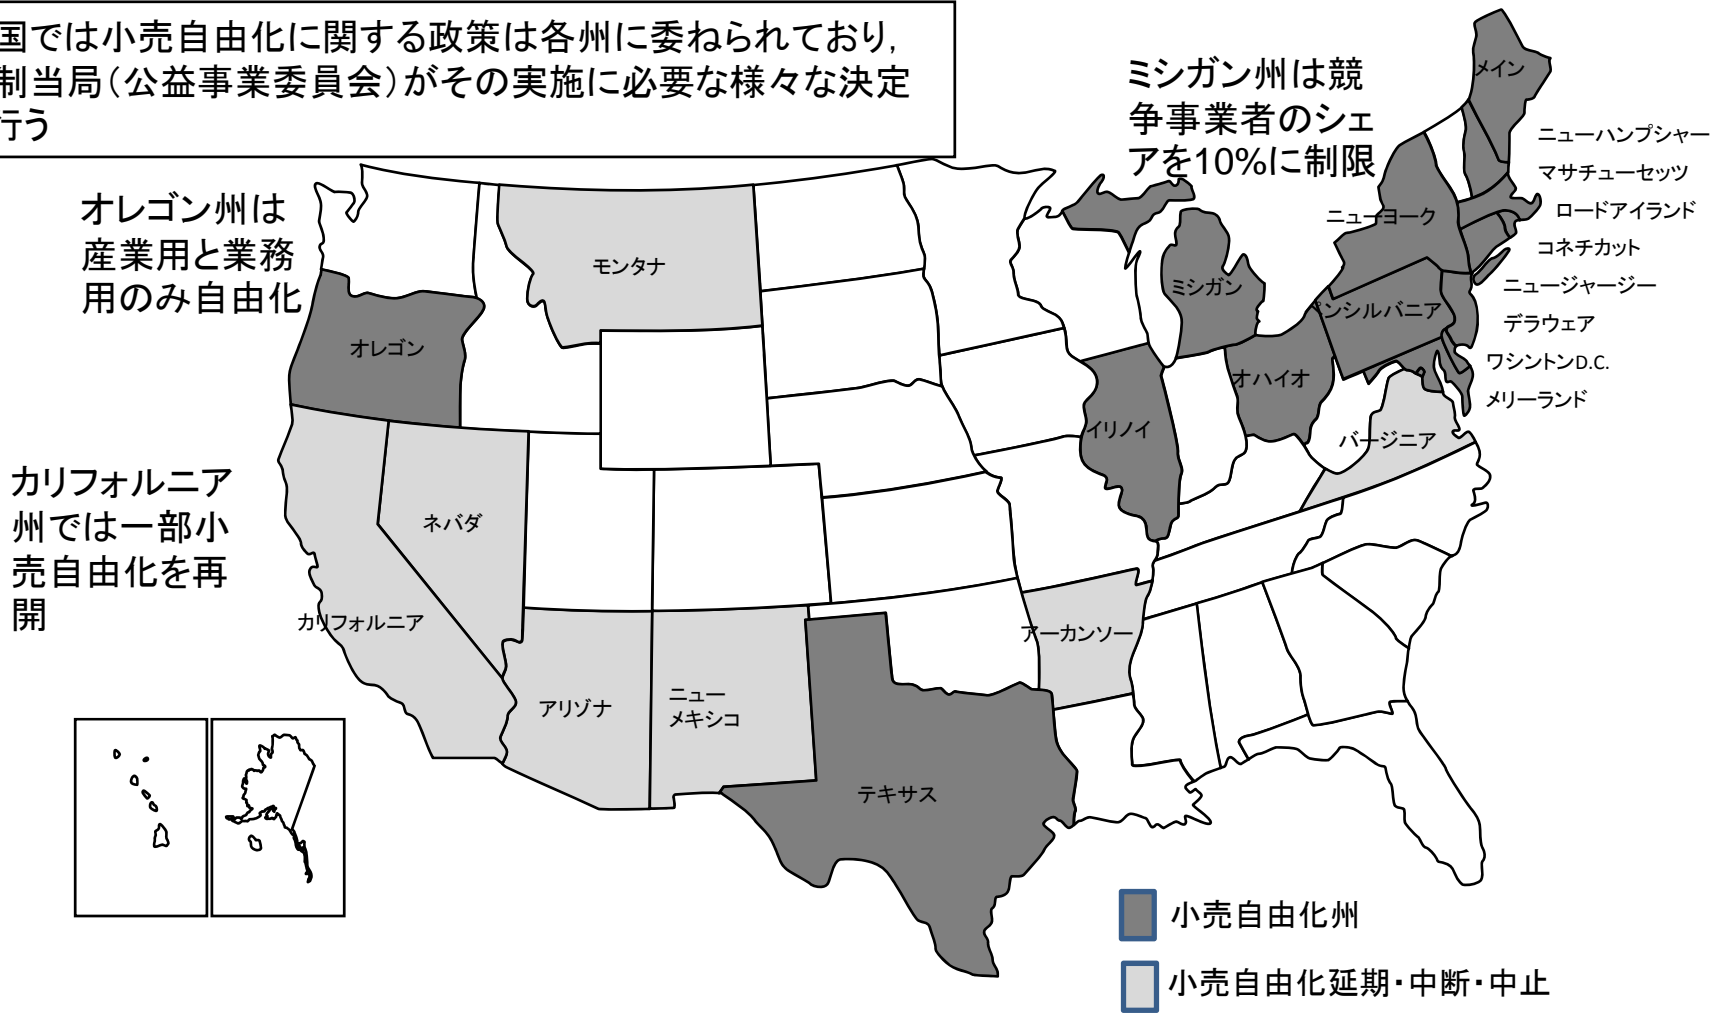 国では小売自由化に関する政策は各州に委ねられており,
制当局(公益事業委員会)がその実施に必要な様々な決定
行う
ミシガン州は競
争事業者のシェ
アを10%に制限
オレゴン州は
産業用と業務
用のみ自由化
カリフォルニア
州では一部小
売自由化を再
開
メイン
ニューハンプシャー
マサチューセッツ
ロードアイランド
コネチカット
ニュージャージー
デラウェア
ワシントンD.C.
メリーランド
ニューヨーク
ペンシルバニア
ミシガン
オハイオ
イリノイ
バージニア
モンタナ
オレゴン
ネバダ
カリフォルニア
アリゾナ
ニュー
メキシコ
アーカンソー
テキサス
小売自由化州
小売自由化延期・中断・中止